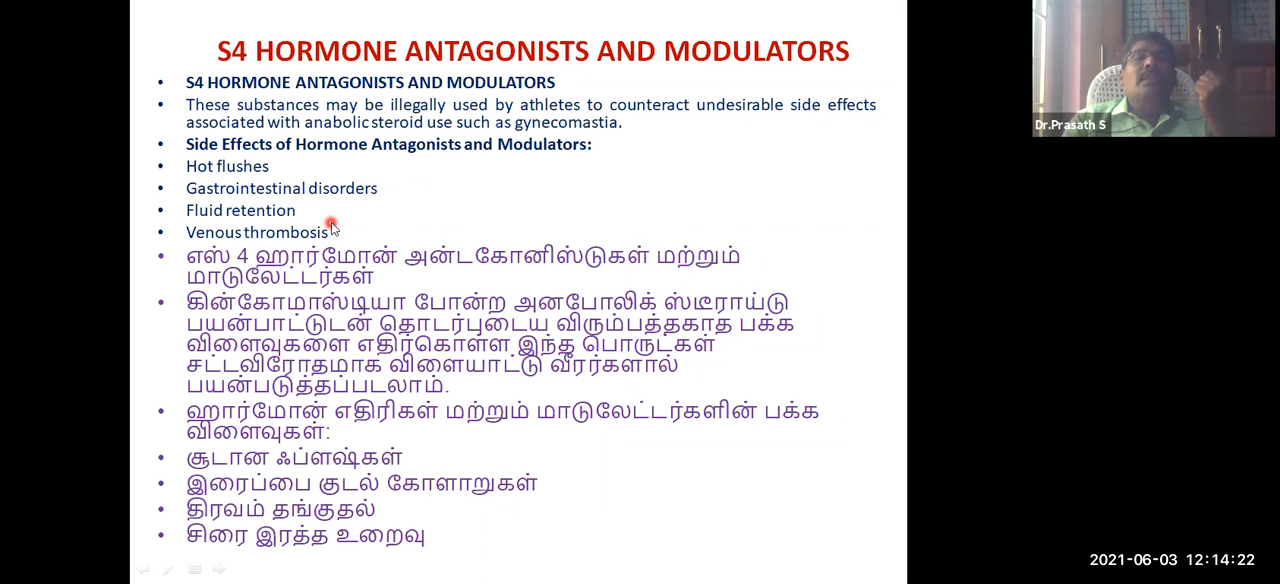 S4 HORMONE ANTAGONISTS AND MODULATORS
• S4 HORMONE ANTAGONISTS AND MODULATORS
• These substances may be illegally used by athletes to counteract undesirable side effects
associated with anabolic steroid use such as gynecomastia.
• Side Effects of Hormone Antagonists and Modulators:
• Hot flushes
• Gastrointestinal disorders
• Fluid retention
• Venous thrombosis
• எஸ் 4 ஹார்மோன் அன்டகோனிஸ்டுகள் மற்றும்
மாடுலேட்டர்கள்
• கின்கோமாஸ்டியா போன்ற அனபோலிக் ஸ்டீராய்டு
பயன்பாட்டுடன் தொடர்புடைய விரும்பத்தகாத பக்க
விளைவுகளை எதிர்கொள்ள இந்த பொருட்கள்
சட்டவிரோதமாக விளையாட்டு வீரர்களால்
பயன்படுத்தப்படலாம்.
• ஹார்மோன் எதிரிகள் மற்றும் மாடுலேட்டர்களின் பக்க
விளைவுகள்:
• சூடான ஃப்ளஷ்கள்
• இரைப்பை குடல் கோளாறுகள்
• திரவம் தங்குதல்
• சிரை இரத்த உறைவு
Dr.Prasath S
2021-06-03 12:14:22